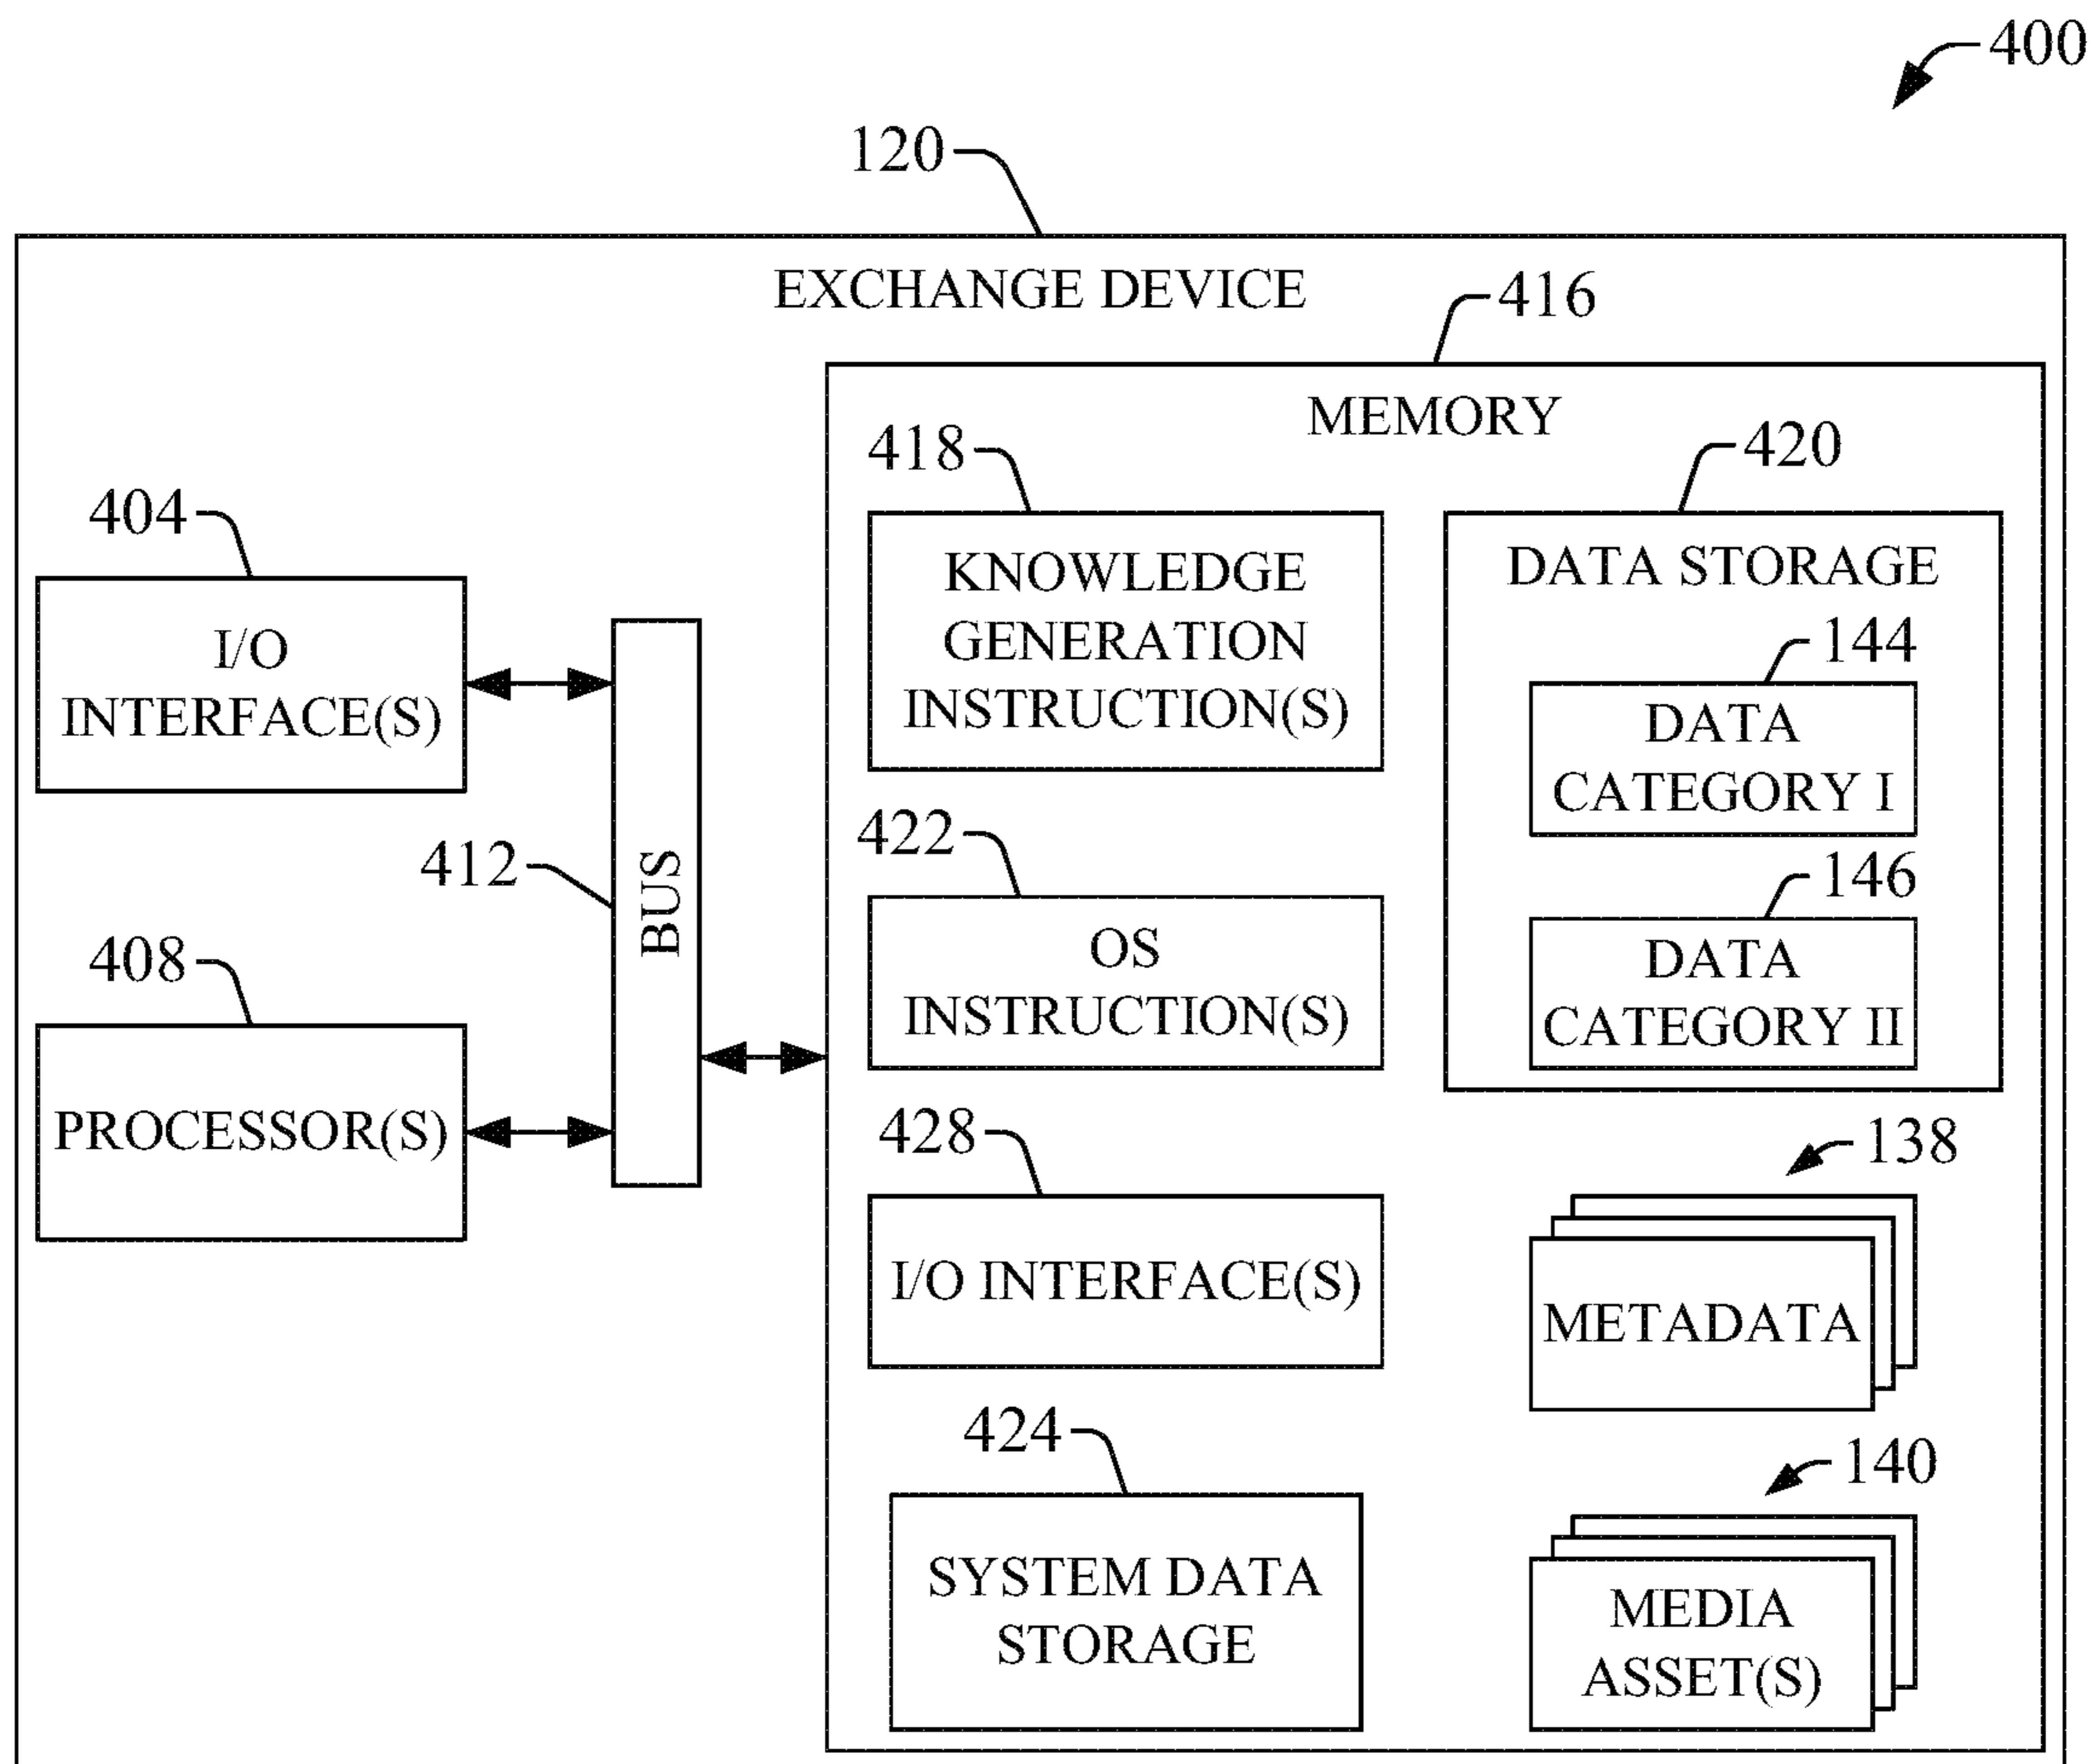 400
120
EXCHANGE DEVICE
416
MEMORY
418
420
404
KNOWLEDGE
GENERATION
INSTRUCTION(S)
DATA STORAGE
144
I/O
INTERFACE(S)
DATA
CATEGORY I
422
412
BUS
146
408
OS
INSTRUCTION(S)
DATA
CATEGORY II
PROCESSOR(S)
428
138
I/O INTERFACE(S)
METADATA
424
140
SYSTEM DATA
STORAGE
MEDIA
ASSET(S)